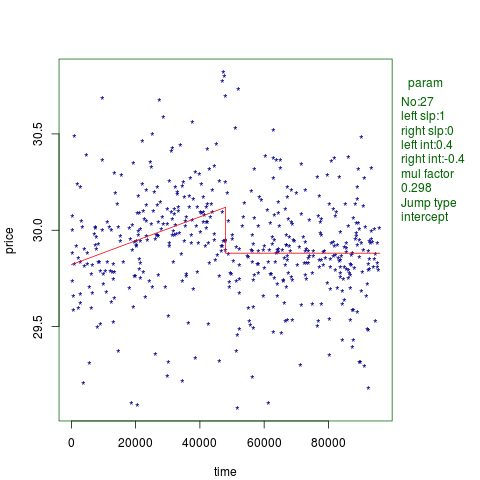 param
No:27
left slp:1
right slp:0
left int:0.4
right int:-0.4
mul factor
0.298
Jump type
intercept
price
30.5
30.0
29.5
0 20000 40000 60000 80000
time